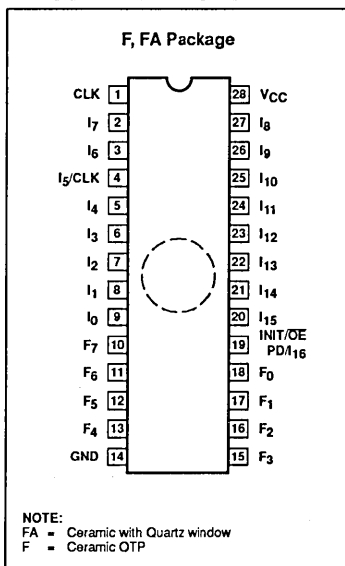 F, FA Package
CLK 1 28 VCC
I7 2 27 I8
I6 3 26 I9
I5/CLK 4 25 I10
I4 5 24 I11
I3 6 23 I12
I2 7 22 I13
I1 8 21 I14
I0 9 20 I15
F7 10 19 INIT/O̅E̅
PD/I16
F6 11 18 F0
F5 12 17 F1
F4 13 16 F2
GND 14 15 F3
NOTE:
FA = Ceramic with Quartz window
F = Ceramic OTP